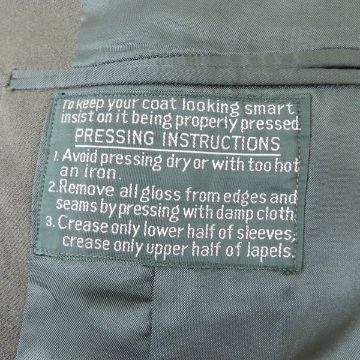 To keep your coat looking smart
insist on it being properly pressed.
PRESSING INSTRUCTIONS
1. Avoid pressing dry or with too hot
an iron.
2. Remove all gloss from edges and
seams by pressing with damp cloth.
3. Crease only lower half of sleeves;
crease only upper half of lapels.